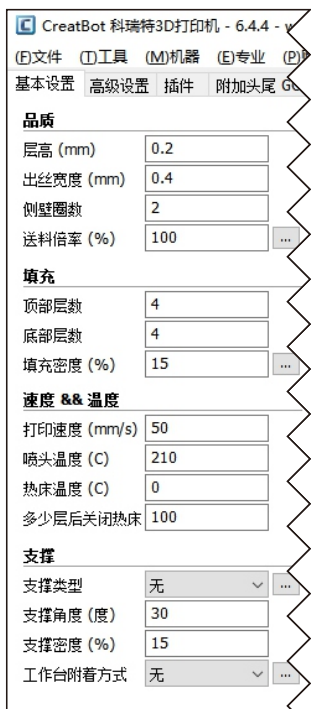 CreatBot 科瑞特3D打印机 - 6.4.4 -
(F)文件 (T)工具 (M)机器 (E)专业
基本设置 高级设置 插件 附加头尾
品质
层高 (mm) 0.2
出丝宽度 (mm) 0.4
侧壁圈数 2
送料倍率 (%) 100 ...
填充
顶部层数 4
底部层数 4
填充密度 (%) 15 ...
速度 && 温度
打印速度 (mm/s) 50
喷头温度 (C) 210
热床温度 (C) 0
多少层后关闭热床 100
支撑
支撑类型 无 ...
支撑角度 (度) 30
支撑密度 (%) 15
工作台附着方式 无 ...